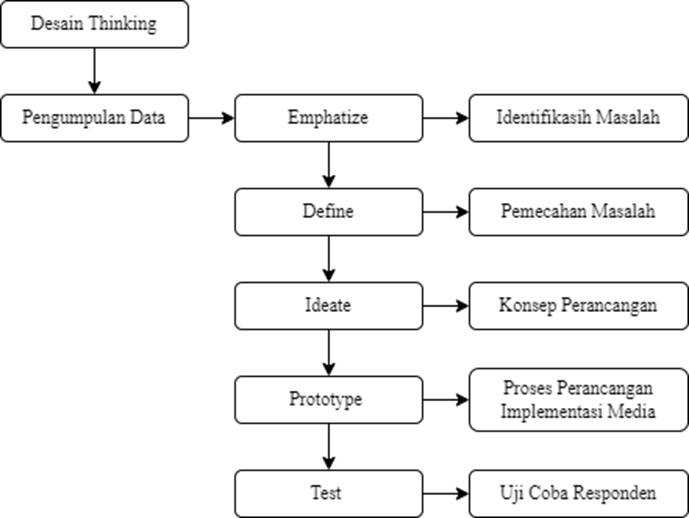 Desain Thinking
Pengumpulan Data
Emphatize
Identifikasih Masalah
Define
Pemecahan Masalah
Ideate
Konsep Perancangan
Prototype
Proses Perancangan
Implementasi Media
Test
Uji Coba Responden